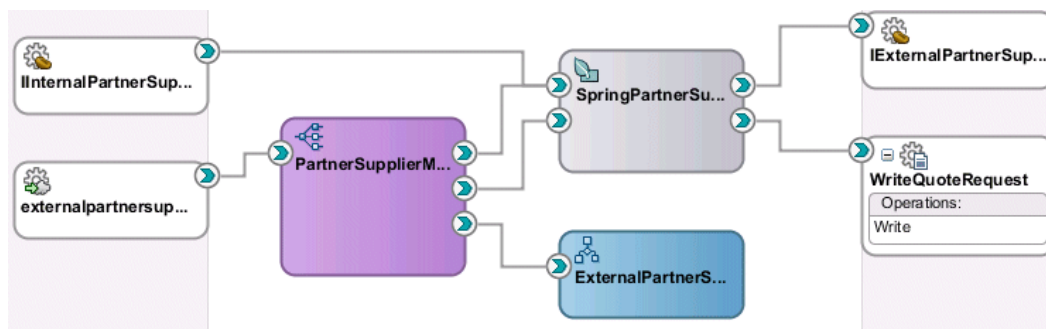 IInternalPartnerSup...
externalpartnersup...
PartnerSupplierM...
SpringPartnerSu...
ExternalPartnerS...
IExternalPartnerSup...
WriteQuoteRequest
Operations:
Write